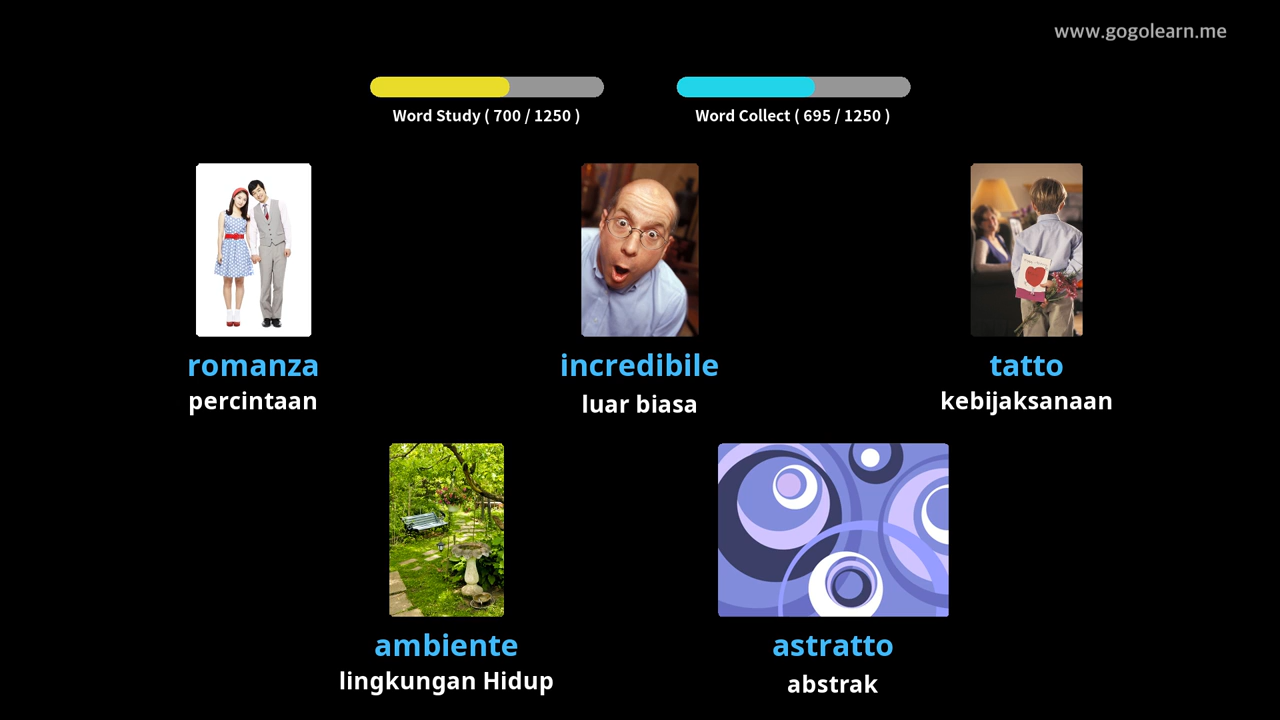 www.gogolearn.me
Word Study ( 700 / 1250 )
Word Collect ( 695 / 1250 )
romanza
percintaan
incredibile
luar biasa
tatto
kebijaksanaan
ambiente
lingkungan Hidup
astratto
abstrak